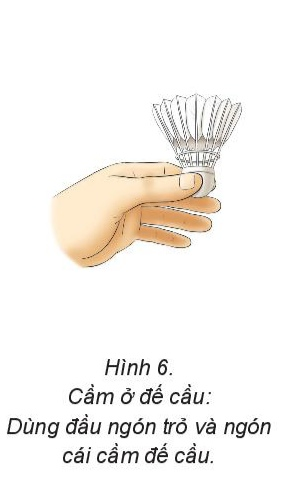 Hình 6.
Cầm ở đế cầu:
Dùng đầu ngón trỏ và ngón
cái cầm đế cầu.